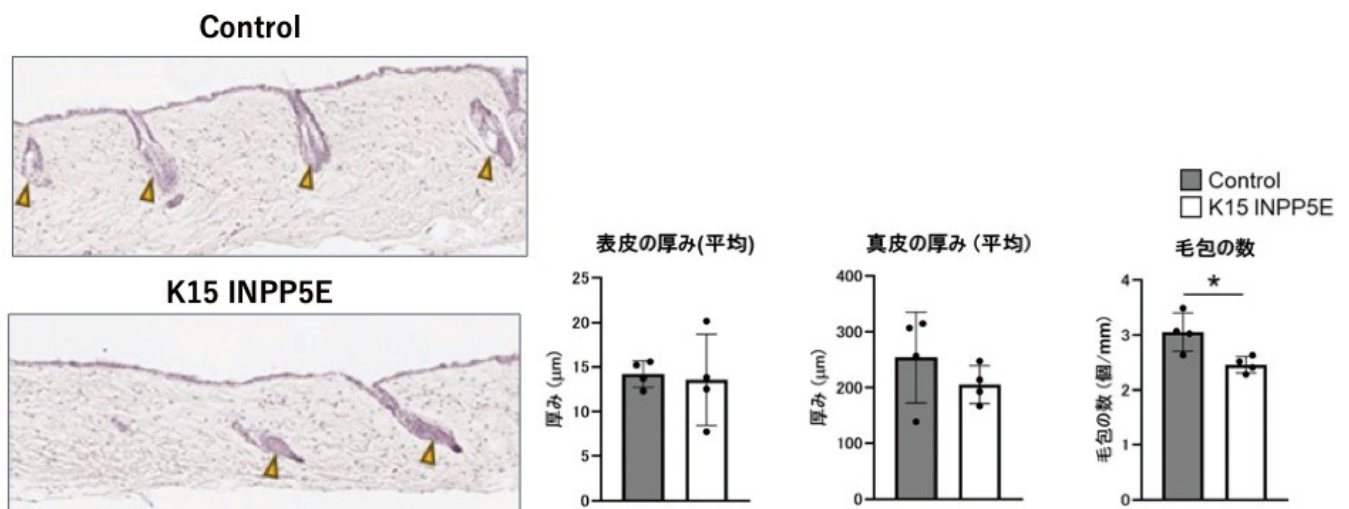 Control
K15 INPP5E
Control
K15 INPP5E
表皮の厚み(平均)
厚み (μm)
25
20
15
10
5
0
真皮の厚み (平均)
厚み (μm)
400
300
200
100
0
毛包の数
毛包の数 (個/mm)
4
3
2
1
0
*